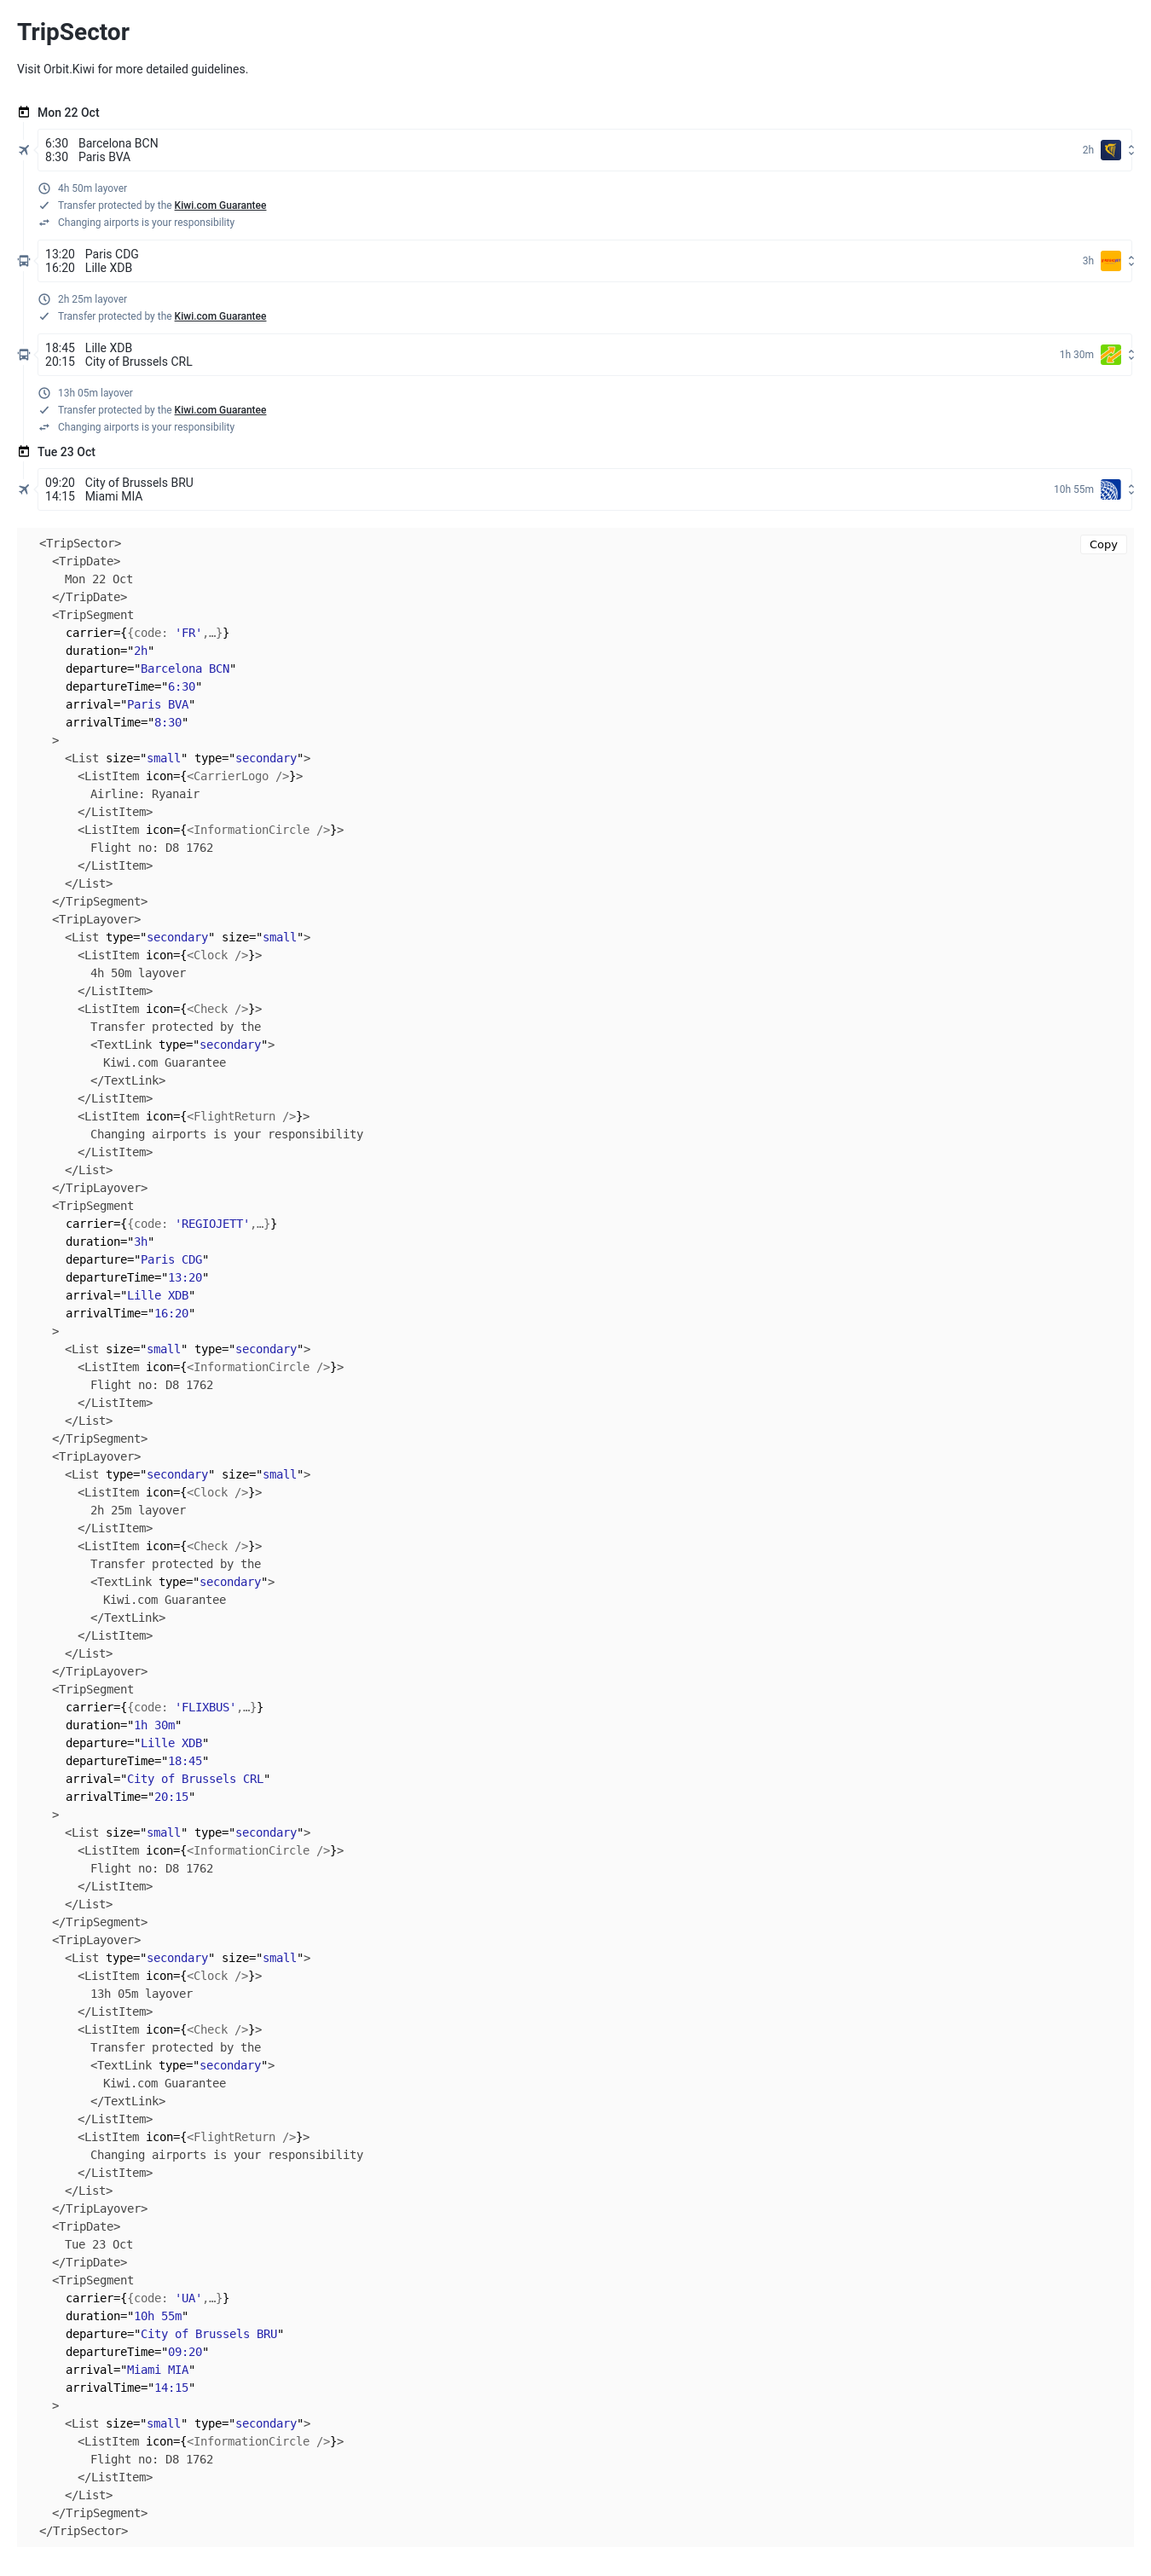 TripSector
Visit Orbit.Kiwi for more detailed guidelines.
Mon 22 Oct
6:30 Barcelona BCN
8:30 Paris BVA
2h
4h 50m layover
Transfer protected by the Kiwi.com Guarantee
Changing airports is your responsibility
13:20 Paris CDG
16:20 Lille XDB
3h
2h 25m layover
Transfer protected by the Kiwi.com Guarantee
18:45 Lille XDB
20:15 City of Brussels CRL
1h 30m
13h 05m layover
Transfer protected by the Kiwi.com Guarantee
Changing airports is your responsibility
Tue 23 Oct
09:20 City of Brussels BRU
14:15 Miami MIA
10h 55m
Copy
<TripSector>
<TripDate>
Mon 22 Oct
</TripDate>
<TripSegment
carrier={{code: 'FR',…}}
duration="2h"
departure="Barcelona BCN"
departureTime="6:30"
arrival="Paris BVA"
arrivalTime="8:30"
>
<List size="small" type="secondary">
<ListItem icon={<CarrierLogo />}>
Airline: Ryanair
</ListItem>
<ListItem icon={<InformationCircle />}>
Flight no: D8 1762
</ListItem>
</List>
</TripSegment>
<TripLayover>
<List type="secondary" size="small">
<ListItem icon={<Clock />}>
4h 50m layover
</ListItem>
<ListItem icon={<Check />}>
Transfer protected by the
<TextLink type="secondary">
Kiwi.com Guarantee
</TextLink>
</ListItem>
<ListItem icon={<FlightReturn />}>
Changing airports is your responsibility
</ListItem>
</List>
</TripLayover>
<TripSegment
carrier={{code: 'REGIOJETT',…}}
duration="3h"
departure="Paris CDG"
departureTime="13:20"
arrival="Lille XDB"
arrivalTime="16:20"
>
<List size="small" type="secondary">
<ListItem icon={<InformationCircle />}>
Flight no: D8 1762
</ListItem>
</List>
</TripSegment>
<TripLayover>
<List type="secondary" size="small">
<ListItem icon={<Clock />}>
2h 25m layover
</ListItem>
<ListItem icon={<Check />}>
Transfer protected by the
<TextLink type="secondary">
Kiwi.com Guarantee
</TextLink>
</ListItem>
</List>
</TripLayover>
<TripSegment
carrier={{code: 'FLIXBUS',…}}
duration="1h 30m"
departure="Lille XDB"
departureTime="18:45"
arrival="City of Brussels CRL"
arrivalTime="20:15"
>
<List size="small" type="secondary">
<ListItem icon={<InformationCircle />}>
Flight no: D8 1762
</ListItem>
</List>
</TripSegment>
<TripLayover>
<List type="secondary" size="small">
<ListItem icon={<Clock />}>
13h 05m layover
</ListItem>
<ListItem icon={<Check />}>
Transfer protected by the
<TextLink type="secondary">
Kiwi.com Guarantee
</TextLink>
</ListItem>
<ListItem icon={<FlightReturn />}>
Changing airports is your responsibility
</ListItem>
</List>
</TripLayover>
<TripDate>
Tue 23 Oct
</TripDate>
<TripSegment
carrier={{code: 'UA',…}}
duration="10h 55m"
departure="City of Brussels BRU"
departureTime="09:20"
arrival="Miami MIA"
arrivalTime="14:15"
>
<List size="small" type="secondary">
<ListItem icon={<InformationCircle />}>
Flight no: D8 1762
</ListItem>
</List>
</TripSegment>
</TripSector>